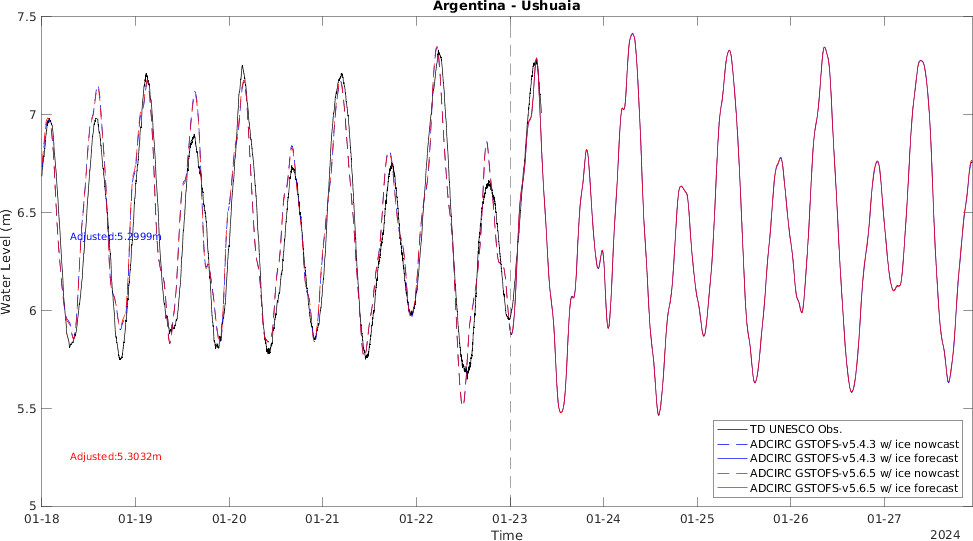 Argentina - Ushuaia
7.5
7
6.5
6
5.5
5
Water Level (m)
Adjusted:5.2999m
Adjusted:5.3032m
TD UNESCO Obs.
ADCIRC GSTOFS-v5.4.3 w/ ice nowcast
ADCIRC GSTOFS-v5.4.3 w/ ice forecast
ADCIRC GSTOFS-v5.6.5 w/ ice nowcast
ADCIRC GSTOFS-v5.6.5 w/ ice forecast
01-18 01-19 01-20 01-21 01-22 01-23 01-24 01-25 01-26 01-27
Time
2024